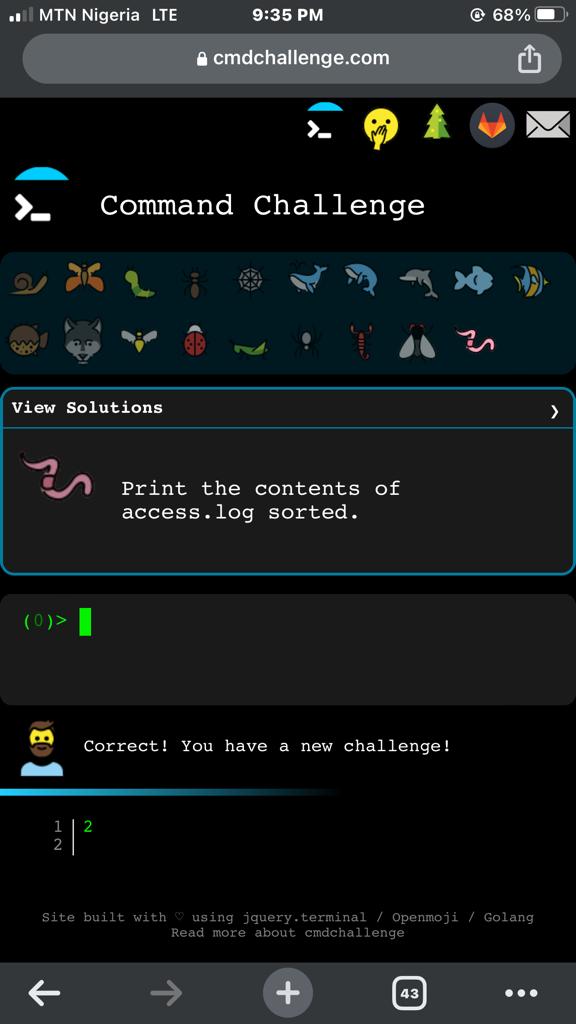 MTN Nigeria LTE 9:35 PM 68%
cmdchallenge.com
Command Challenge
View Solutions ❯
Print the contents of
access.log sorted.
(0)>
Correct! You have a new challenge!
1 2
2
Site built with ♡ using jquery.terminal / Openmoji / Golang
Read more about cmdchallenge
43